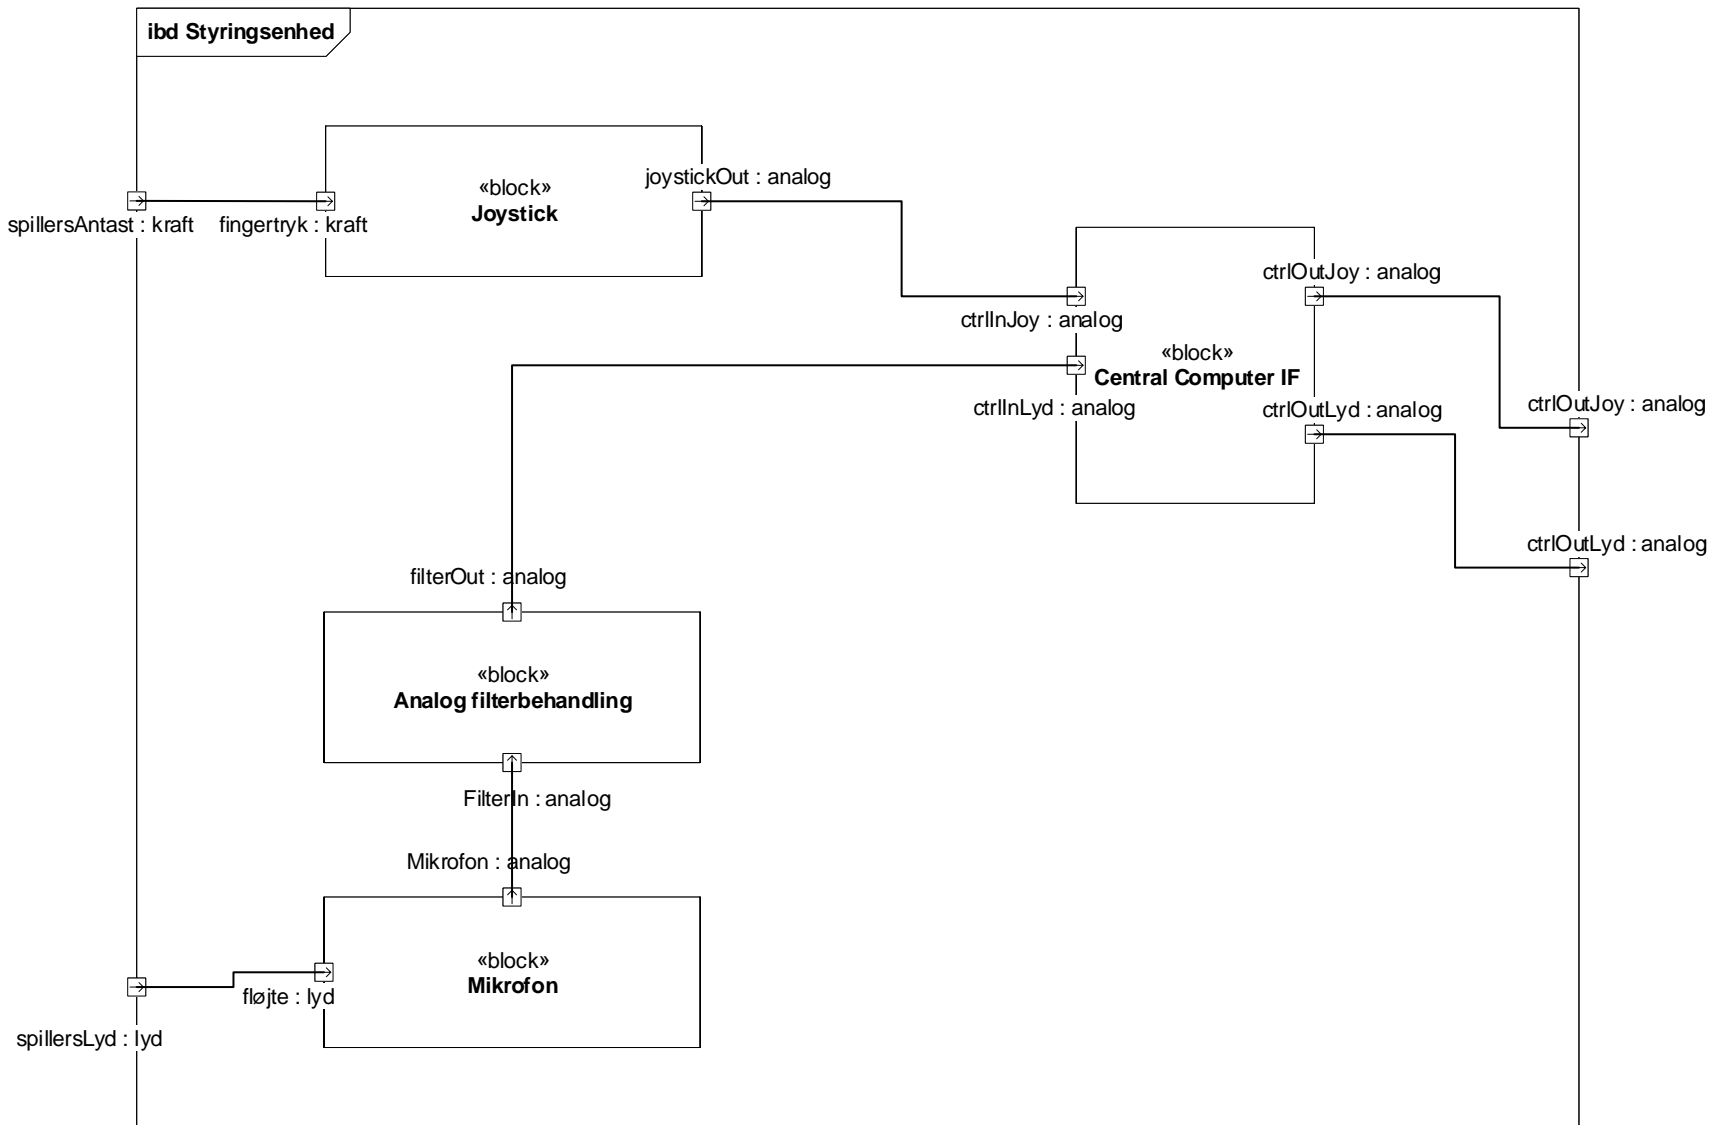 ibd Styringsenhed
«block»
Joystick
joystickOut : analog
spillersAntast : kraft
fingertryk : kraft
ctrlOutJoy : analog
ctrlInJoy : analog
«block»
Central Computer IF
ctrlInLyd : analog
ctrlOutLyd : analog
ctrlOutJoy : analog
ctrlOutLyd : analog
filterOut : analog
«block»
Analog filterbehandling
FilterIn : analog
Mikrofon : analog
«block»
Mikrofon
fløjte : lyd
spillersLyd : lyd